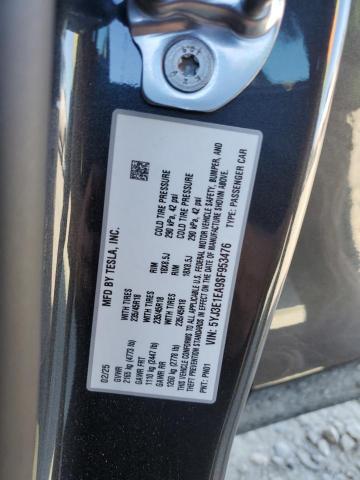 MFD BY TESLA, INC.
02/25
GVWR
2165 kg (4773 lb)
WITH TIRES
235/45R18
RIM
18X8.5J
COLD TIRE PRESSURE
290 kPa, 42 psi
GAWR FRT
1110 kg (2447 lb)
WITH TIRES
235/45R18
RIM
18X8.5J
COLD TIRE PRESSURE
290 kPa, 42 psi
GAWR RR
1260 kg (2778 lb)
THIS VEHICLE CONFORMS TO ALL APPLICABLE U.S. FEDERAL MOTOR VEHICLE SAFETY, BUMPER, AND
THEFT PREVENTION STANDARDS IN EFFECT ON THE DATE OF MANUFACTURE SHOWN ABOVE.
VIN: 5YJ3E1EA9SF953476
TYPE: PASSENGER CAR
PNT: PN01